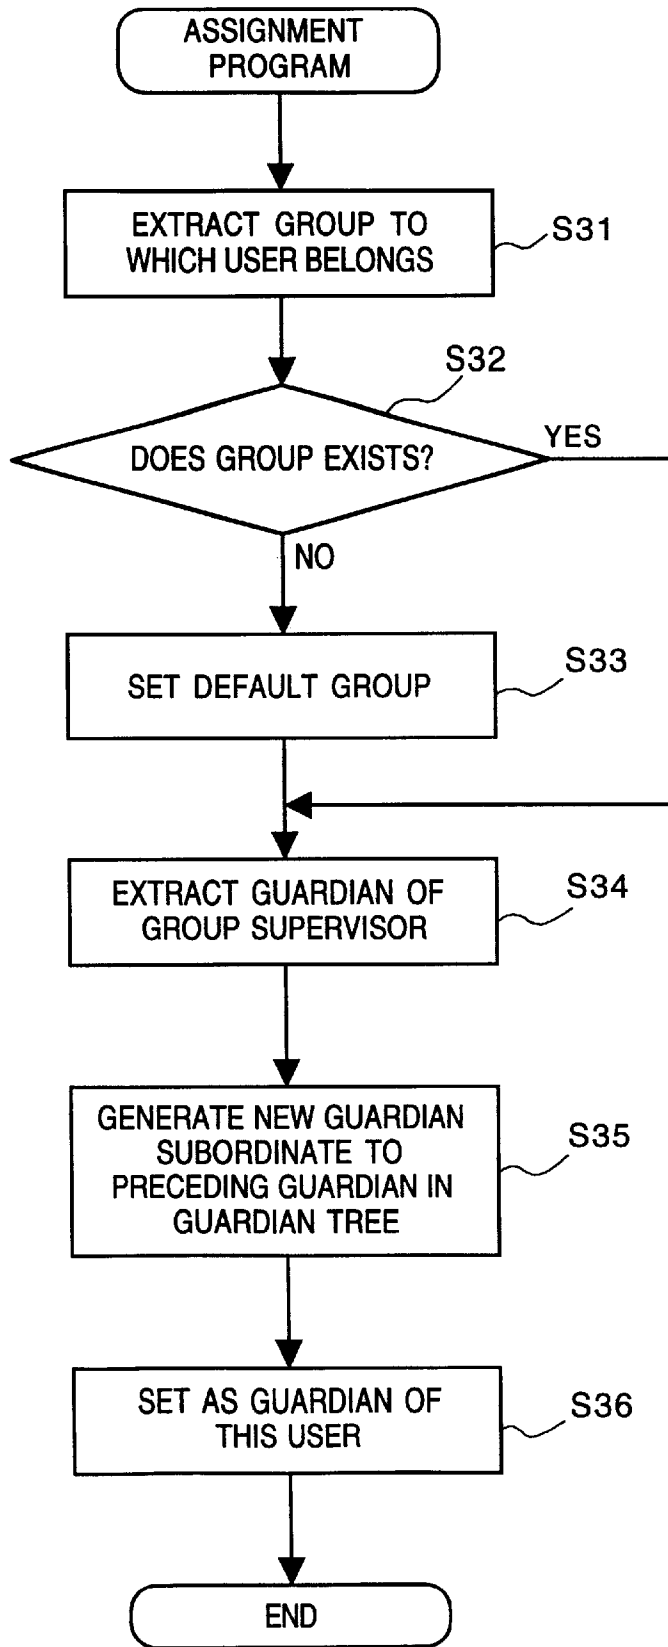 ASSIGNMENT
PROGRAM
EXTRACT GROUP TO
WHICH USER BELONGS
S31
S32
DOES GROUP EXISTS?
YES
NO
SET DEFAULT GROUP
S33
EXTRACT GUARDIAN OF
GROUP SUPERVISOR
S34
GENERATE NEW GUARDIAN
SUBORDINATE TO
PRECEDING GUARDIAN IN
GUARDIAN TREE
S35
SET AS GUARDIAN OF
THIS USER
S36
END